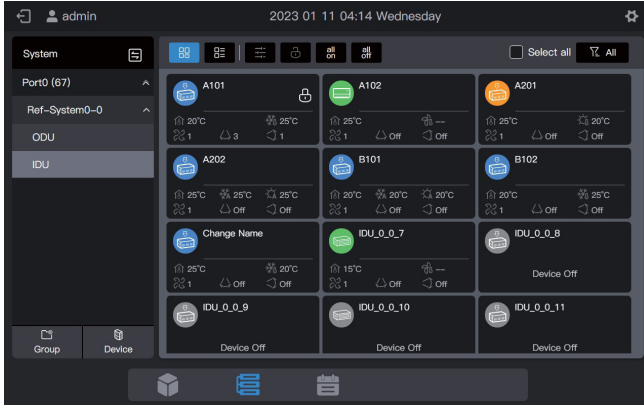 admin
2023 01 11 04:14 Wednesday
System
all on
all off
Select all
All
Port0 (67)
Ref-System0-0
ODU
IDU
Group
Device
A101
20°C
25°C
1
3
1
A102
25°C
--
1
Off
Off
A201
25°C
20°C
1
Off
Off
A202
25°C
25°C
25°C
1
Off
Off
B101
20°C
20°C
20°C
1
Off
Off
B102
20°C
25°C
1
Off
Off
Change Name
25°C
20°C
1
Off
Off
IDU_0_0_7
15°C
--
1
Off
Off
IDU_0_0_8
Device Off
IDU_0_0_9
Device Off
IDU_0_0_10
Device Off
IDU_0_0_11
Device Off